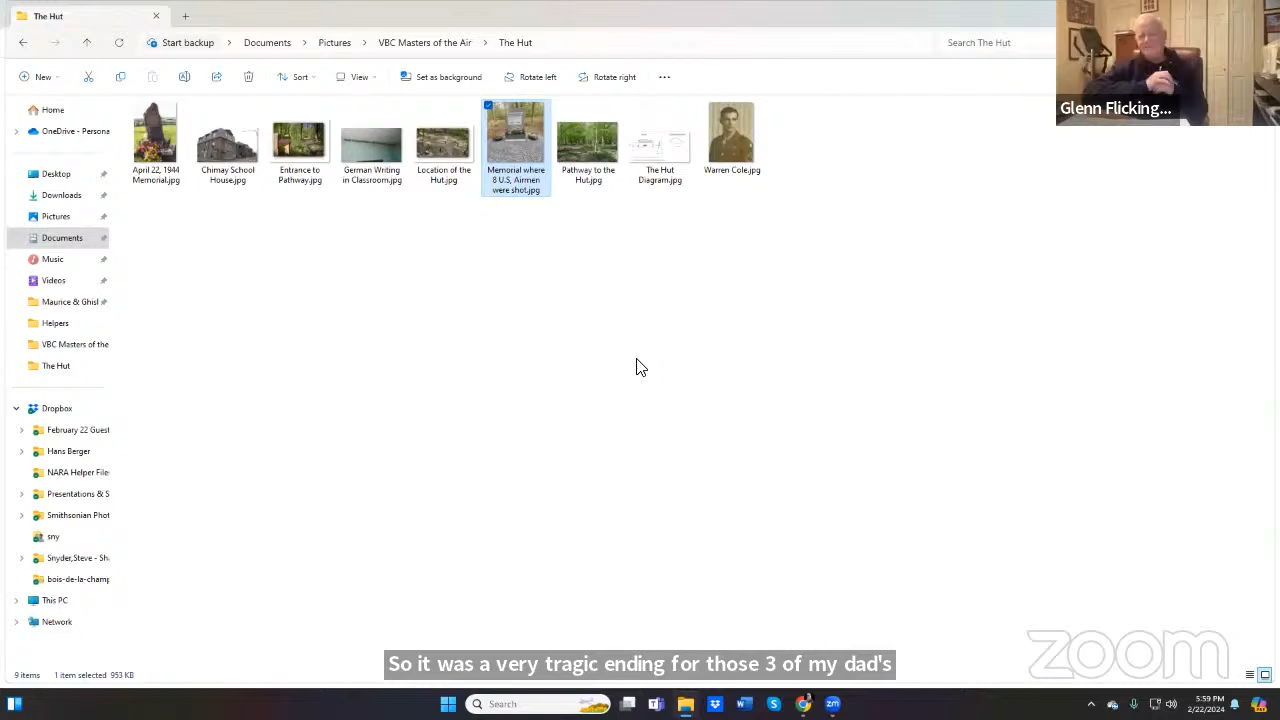 The Hut
Start backup > Documents > Pictures > VBC Masters of the Air > The Hut
Search The Hut
New
Sort
View
Set as background
Rotate left
Rotate right
Home
OneDrive - Persona
Desktop
Downloads
Pictures
Documents
Music
Videos
Maurice & Ghisl
Helpers
VBC Masters of the
The Hut
Dropbox
February 22 Guest
Hans Berger
NARA Helper File
Presentations & S
Smithsonian Phot
sny
Snyder,Steve - Sh
bois-de-la-champ
This PC
Network
April 22, 1944
Memorial.jpg
Chimay School
House.jpg
Entrance to
Pathway.jpg
German Writing
in Classroom.jpg
Location of the
Hut.jpg
Memorial where
8 U.S, Airmen
were shot.jpg
Pathway to the
Hut.jpg
The Hut
Diagram.jpg
Warren Cole.jpg
Glenn Flicking...
So it was a very tragic ending for those 3 of my dad's
zoom
9 items 1 item selected 953 KB
Search
5:59 PM
2/22/2024